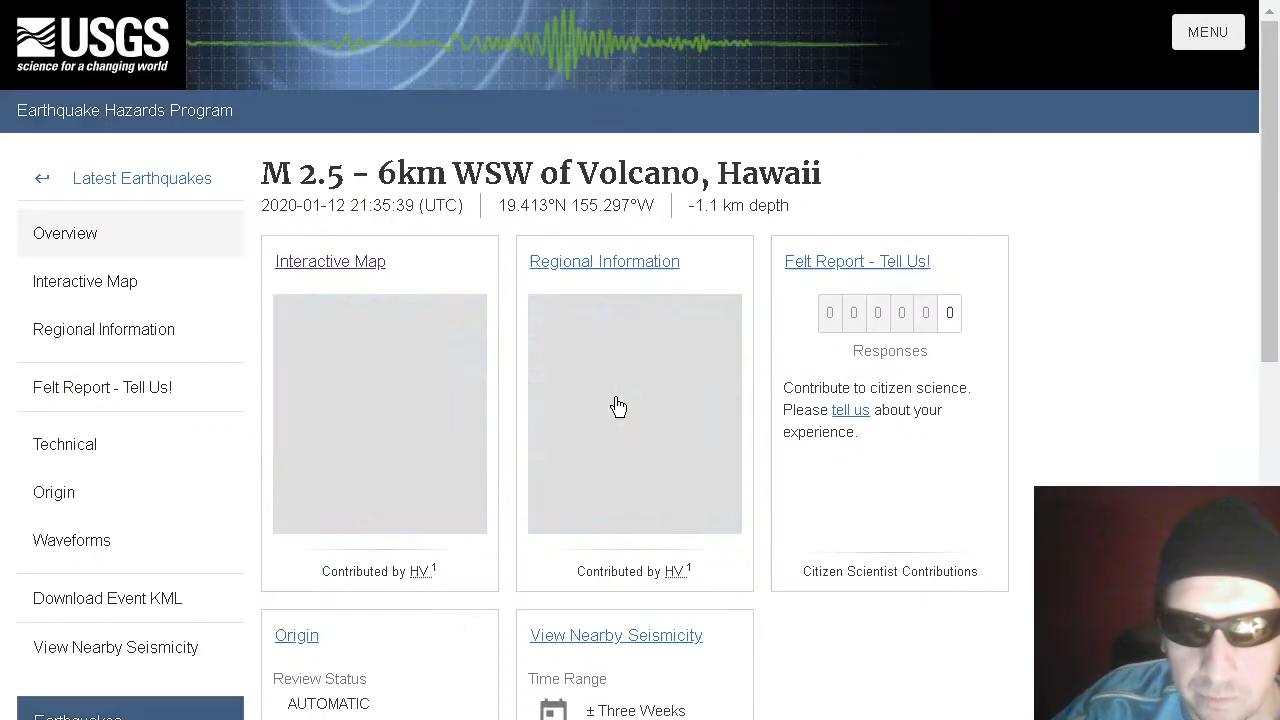 USGS
science for a changing world
MENU
Earthquake Hazards Program
Latest Earthquakes
Overview
Interactive Map
Regional Information
Felt Report - Tell Us!
Technical
Origin
Waveforms
Download Event KML
View Nearby Seismicity
Earthquakes
M 2.5 - 6km WSW of Volcano, Hawaii
2020-01-12 21:35:39 (UTC) 19.413°N 155.297°W -1.1 km depth
Interactive Map
Contributed by HV 1
Regional Information
Contributed by HV 1
Felt Report - Tell Us!
0 0 0 0 0 0
Responses
Contribute to citizen science.
Please tell us about your
experience.
Citizen Scientist Contributions
Origin
Review Status
AUTOMATIC
View Nearby Seismicity
Time Range
± Three Weeks